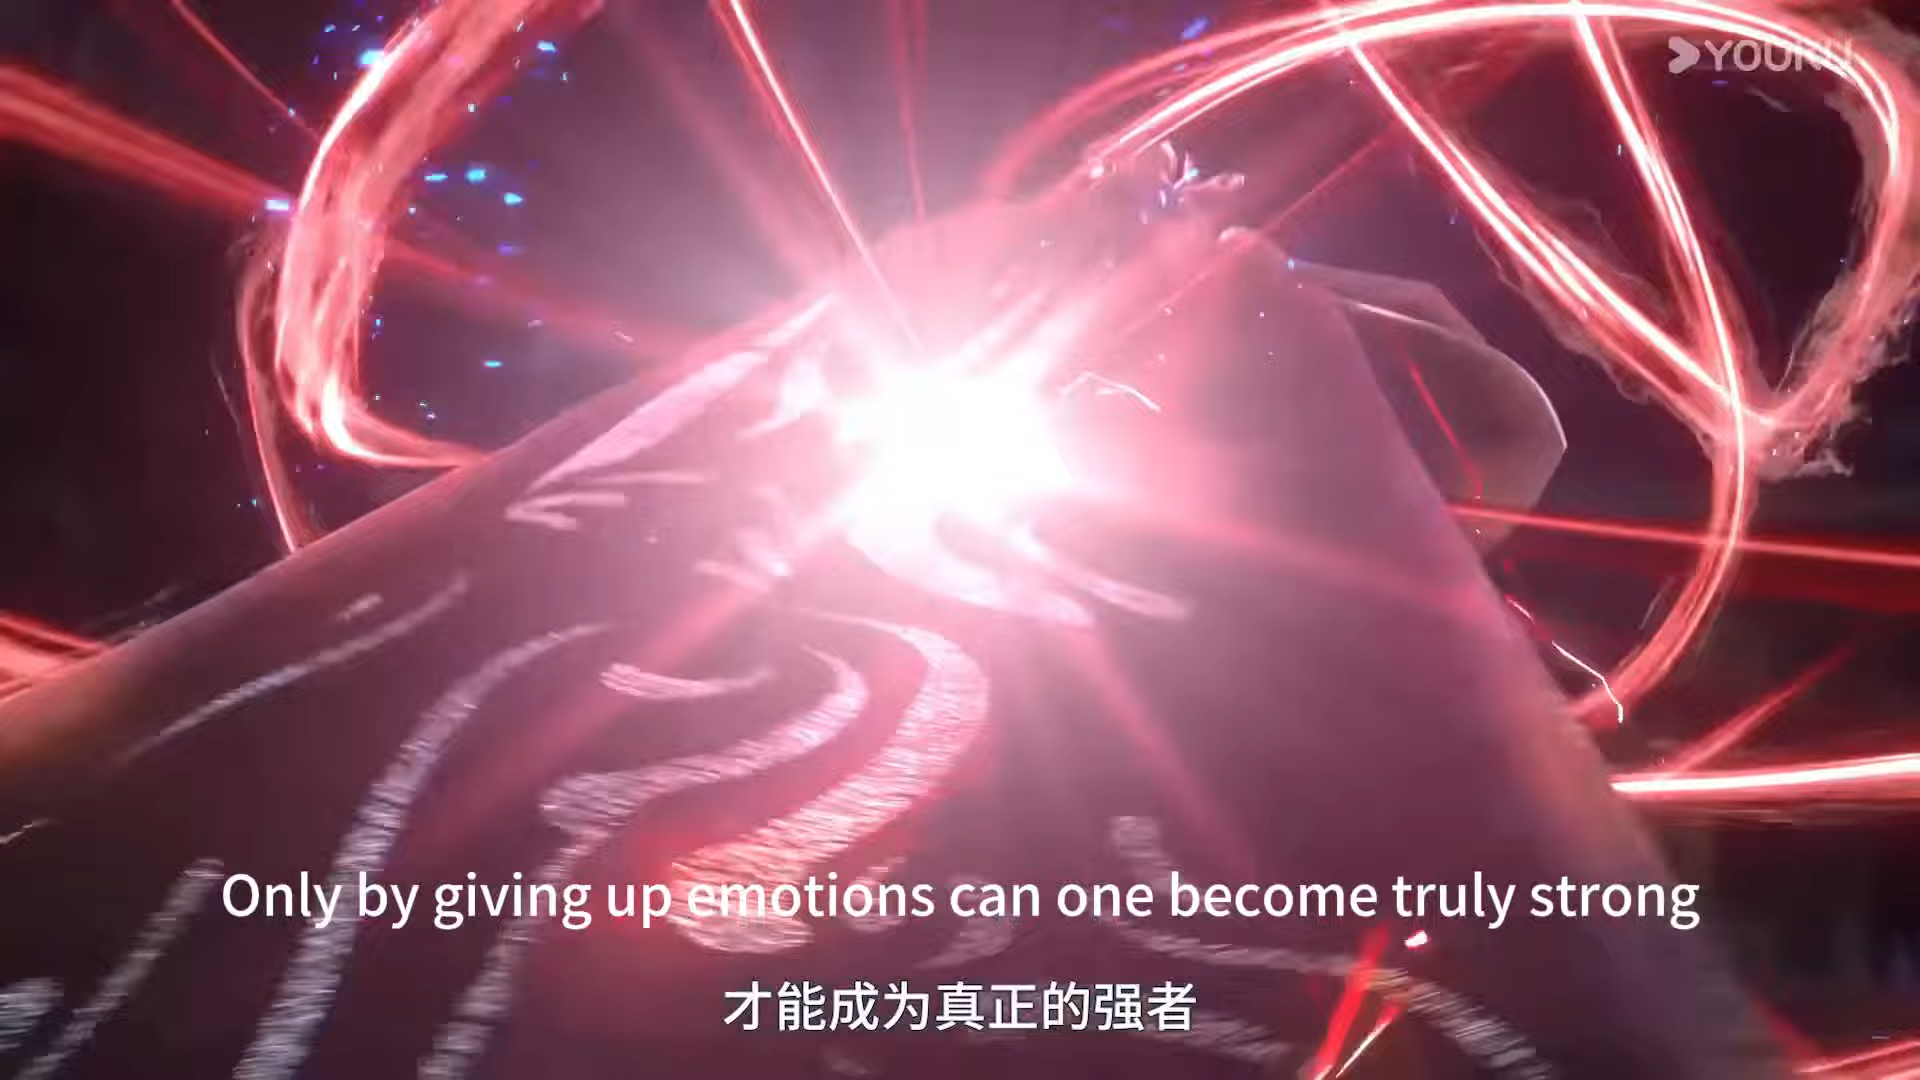 YOUKU
Only by giving up emotions can one become truly strong
才能成为真正的强者